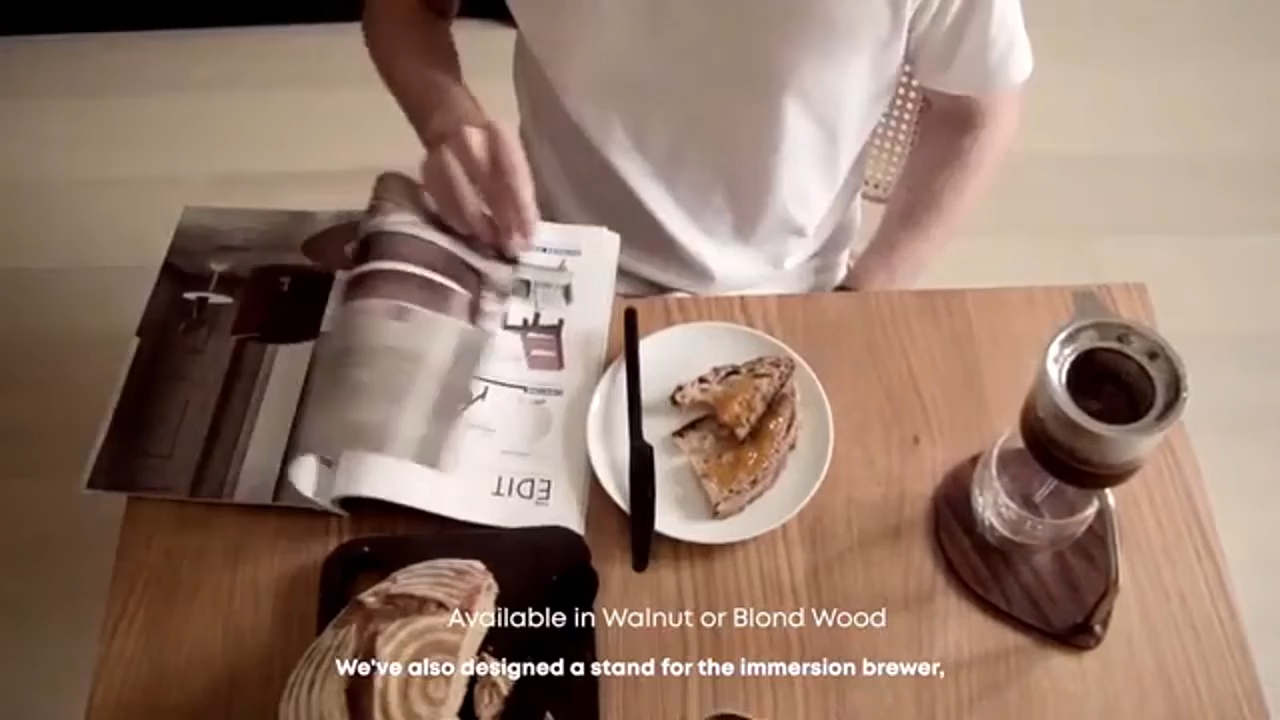 EDIT
Available in Walnut or Blond Wood
We've also designed a stand for the immersion brewer,